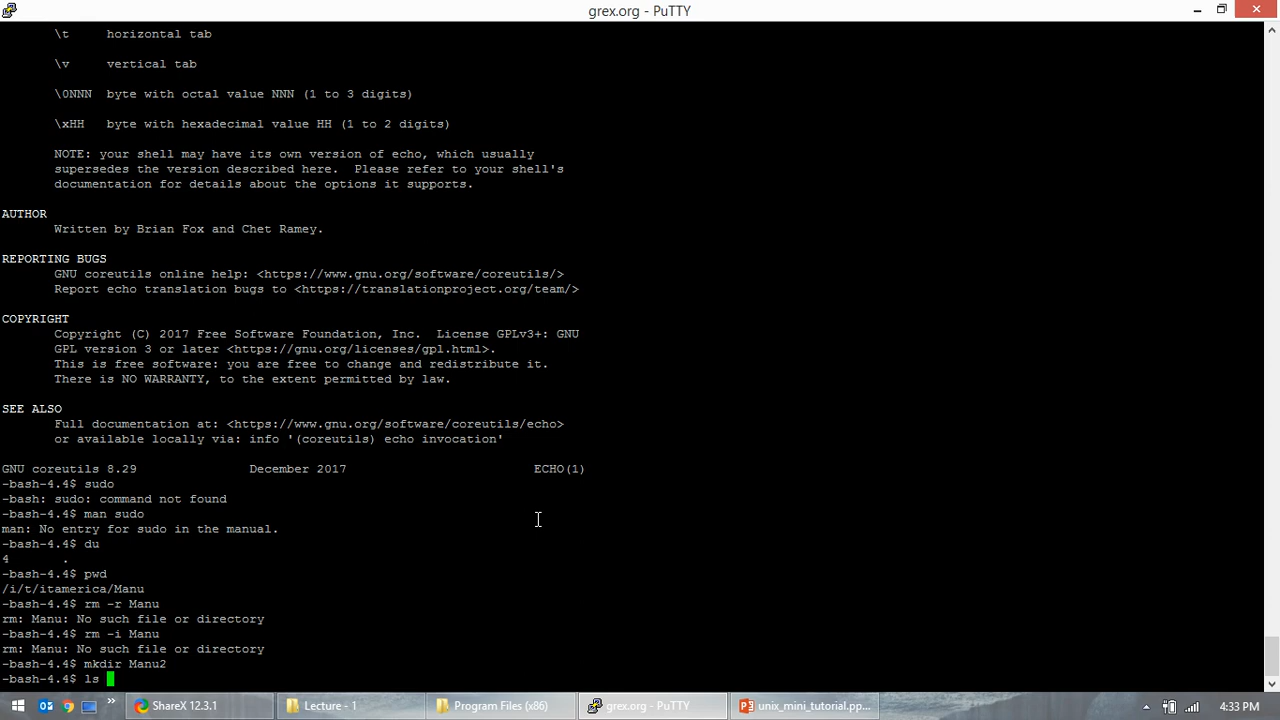 grex.org - PuTTY
\t horizontal tab
\v vertical tab
\0NNN byte with octal value NNN (1 to 3 digits)
\xHH byte with hexadecimal value HH (1 to 2 digits)
NOTE: your shell may have its own version of echo, which usually
supersedes the version described here. Please refer to your shell's
documentation for details about the options it supports.
AUTHOR
Written by Brian Fox and Chet Ramey.
REPORTING BUGS
GNU coreutils online help: <https://www.gnu.org/software/coreutils/>
Report echo translation bugs to <https://translationproject.org/team/>
COPYRIGHT
Copyright (C) 2017 Free Software Foundation, Inc. License GPLv3+: GNU
GPL version 3 or later <https://gnu.org/licenses/gpl.html>.
This is free software: you are free to change and redistribute it.
There is NO WARRANTY, to the extent permitted by law.
SEE ALSO
Full documentation at: <https://www.gnu.org/software/coreutils/echo>
or available locally via: info '(coreutils) echo invocation'
GNU coreutils 8.29 December 2017 ECHO(1)
-bash-4.4$ sudo
-bash: sudo: command not found
-bash-4.4$ man sudo
man: No entry for sudo in the manual.
-bash-4.4$ du
4 .
-bash-4.4$ pwd
/i/t/itamerica/Manu
-bash-4.4$ rm -r Manu
rm: Manu: No such file or directory
-bash-4.4$ rm -i Manu
rm: Manu: No such file or directory
-bash-4.4$ mkdir Manu2
-bash-4.4$ ls
ShareX 12.3.1 Lecture - 1 Program Files (x86) grex.org - PuTTY unix_mini_tutorial.pp... 4:33 PM